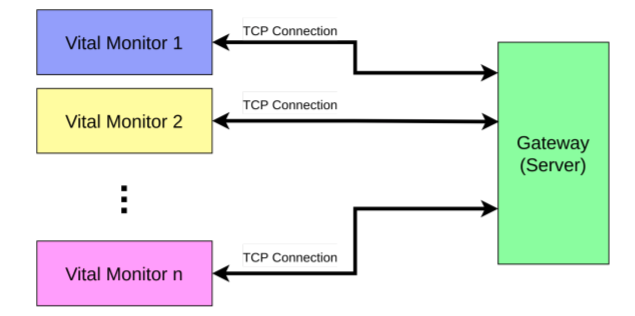 Vital Monitor 1
TCP Connection
Vital Monitor 2
TCP Connection
Gateway
(Server)
Vital Monitor n
TCP Connection